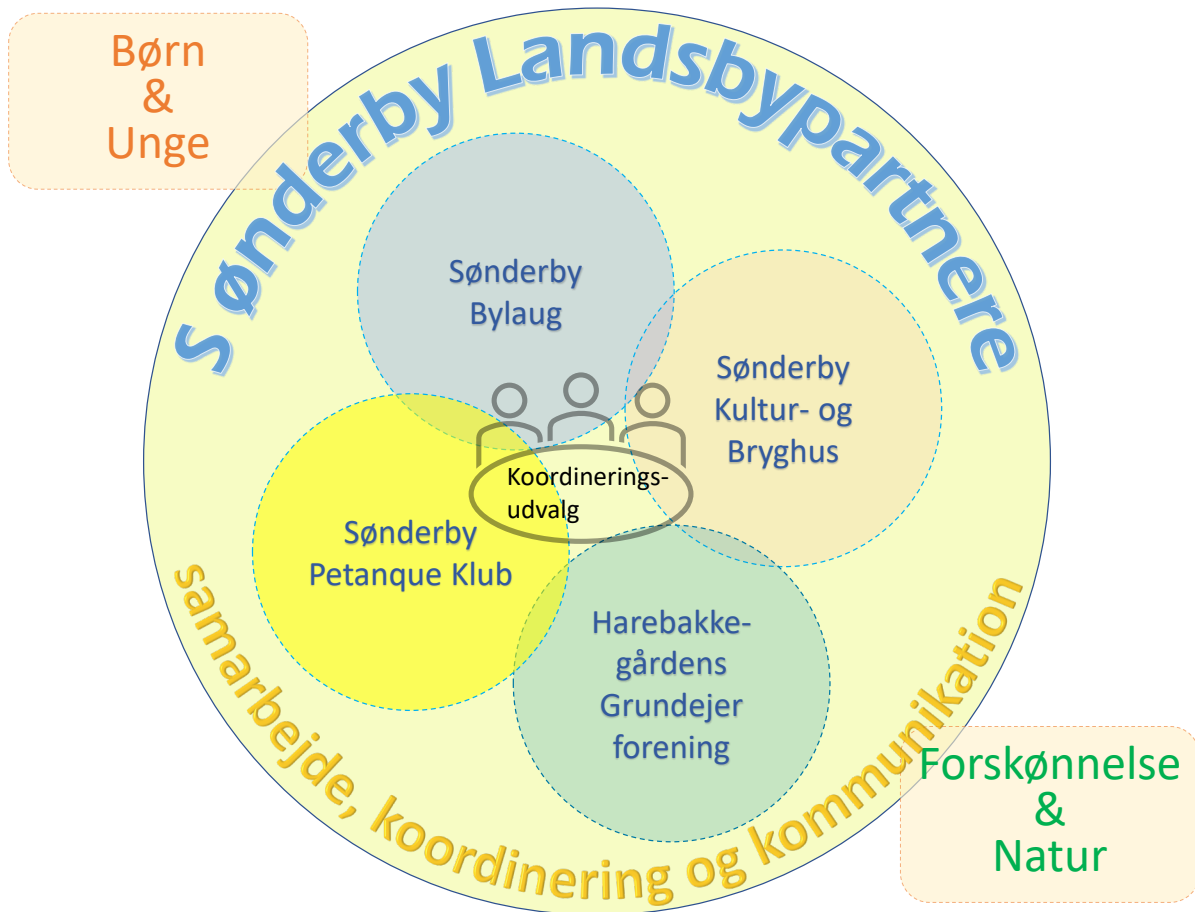 Børn
&
Unge
Sønderby Landsbypartnere
Sønderby
Bylaug
Sønderby
Kultur- og
Bryghus
Koordinerings-
udvalg
Sønderby
Petanque Klub
Harebakke-
gårdens
Grundejer
forening
samarbejde, koordinering og kommunikation
Forskønnelse
&
Natur